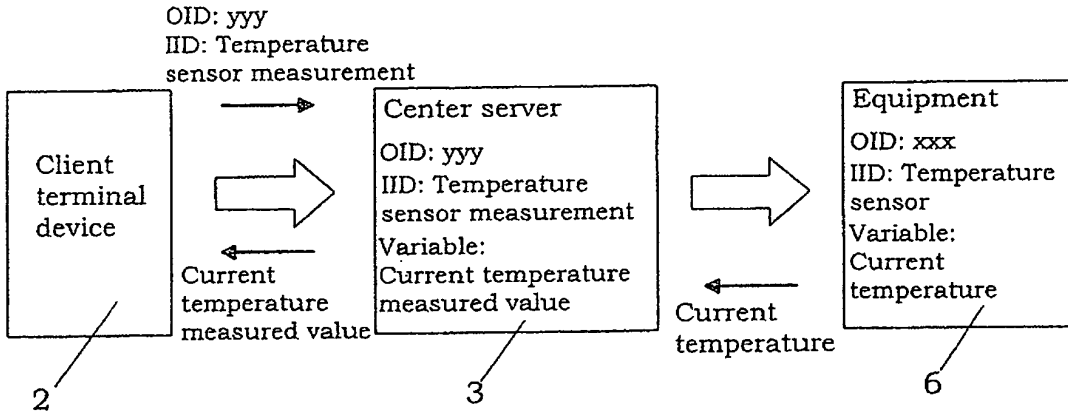 OID: yyy
IID: Temperature
sensor measurement
Client
terminal
device
Current
temperature
measured value
2
Center server
OID: yyy
IID: Temperature
sensor measurement
Variable:
Current temperature
measured value
3
Current
temperature
Equipment
OID: xxx
IID: Temperature
sensor
Variable:
Current
temperature
6